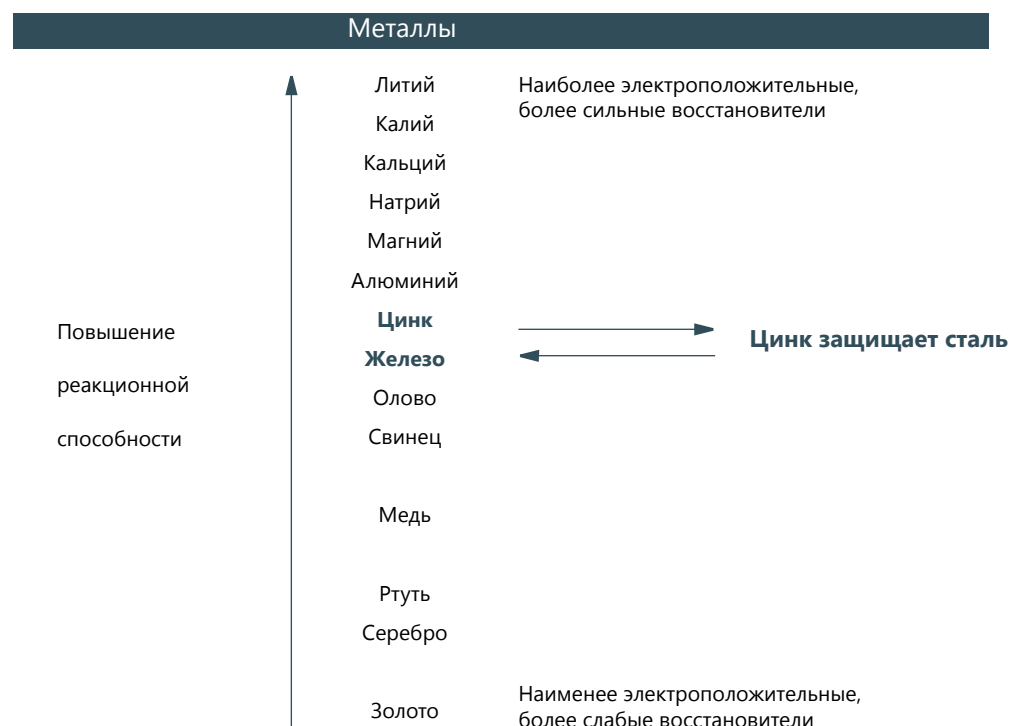 Металлы
Литий
Наиболее электроположительные,
более сильные восстановители
Калий
Кальций
Натрий
Магний
Алюминий
Цинк
Железо
Цинк защищает сталь
Повышение
реакционной
способности
Олово
Свинец
Медь
Ртуть
Серебро
Золото
Наименее электроположительные,
более слабые восстановители